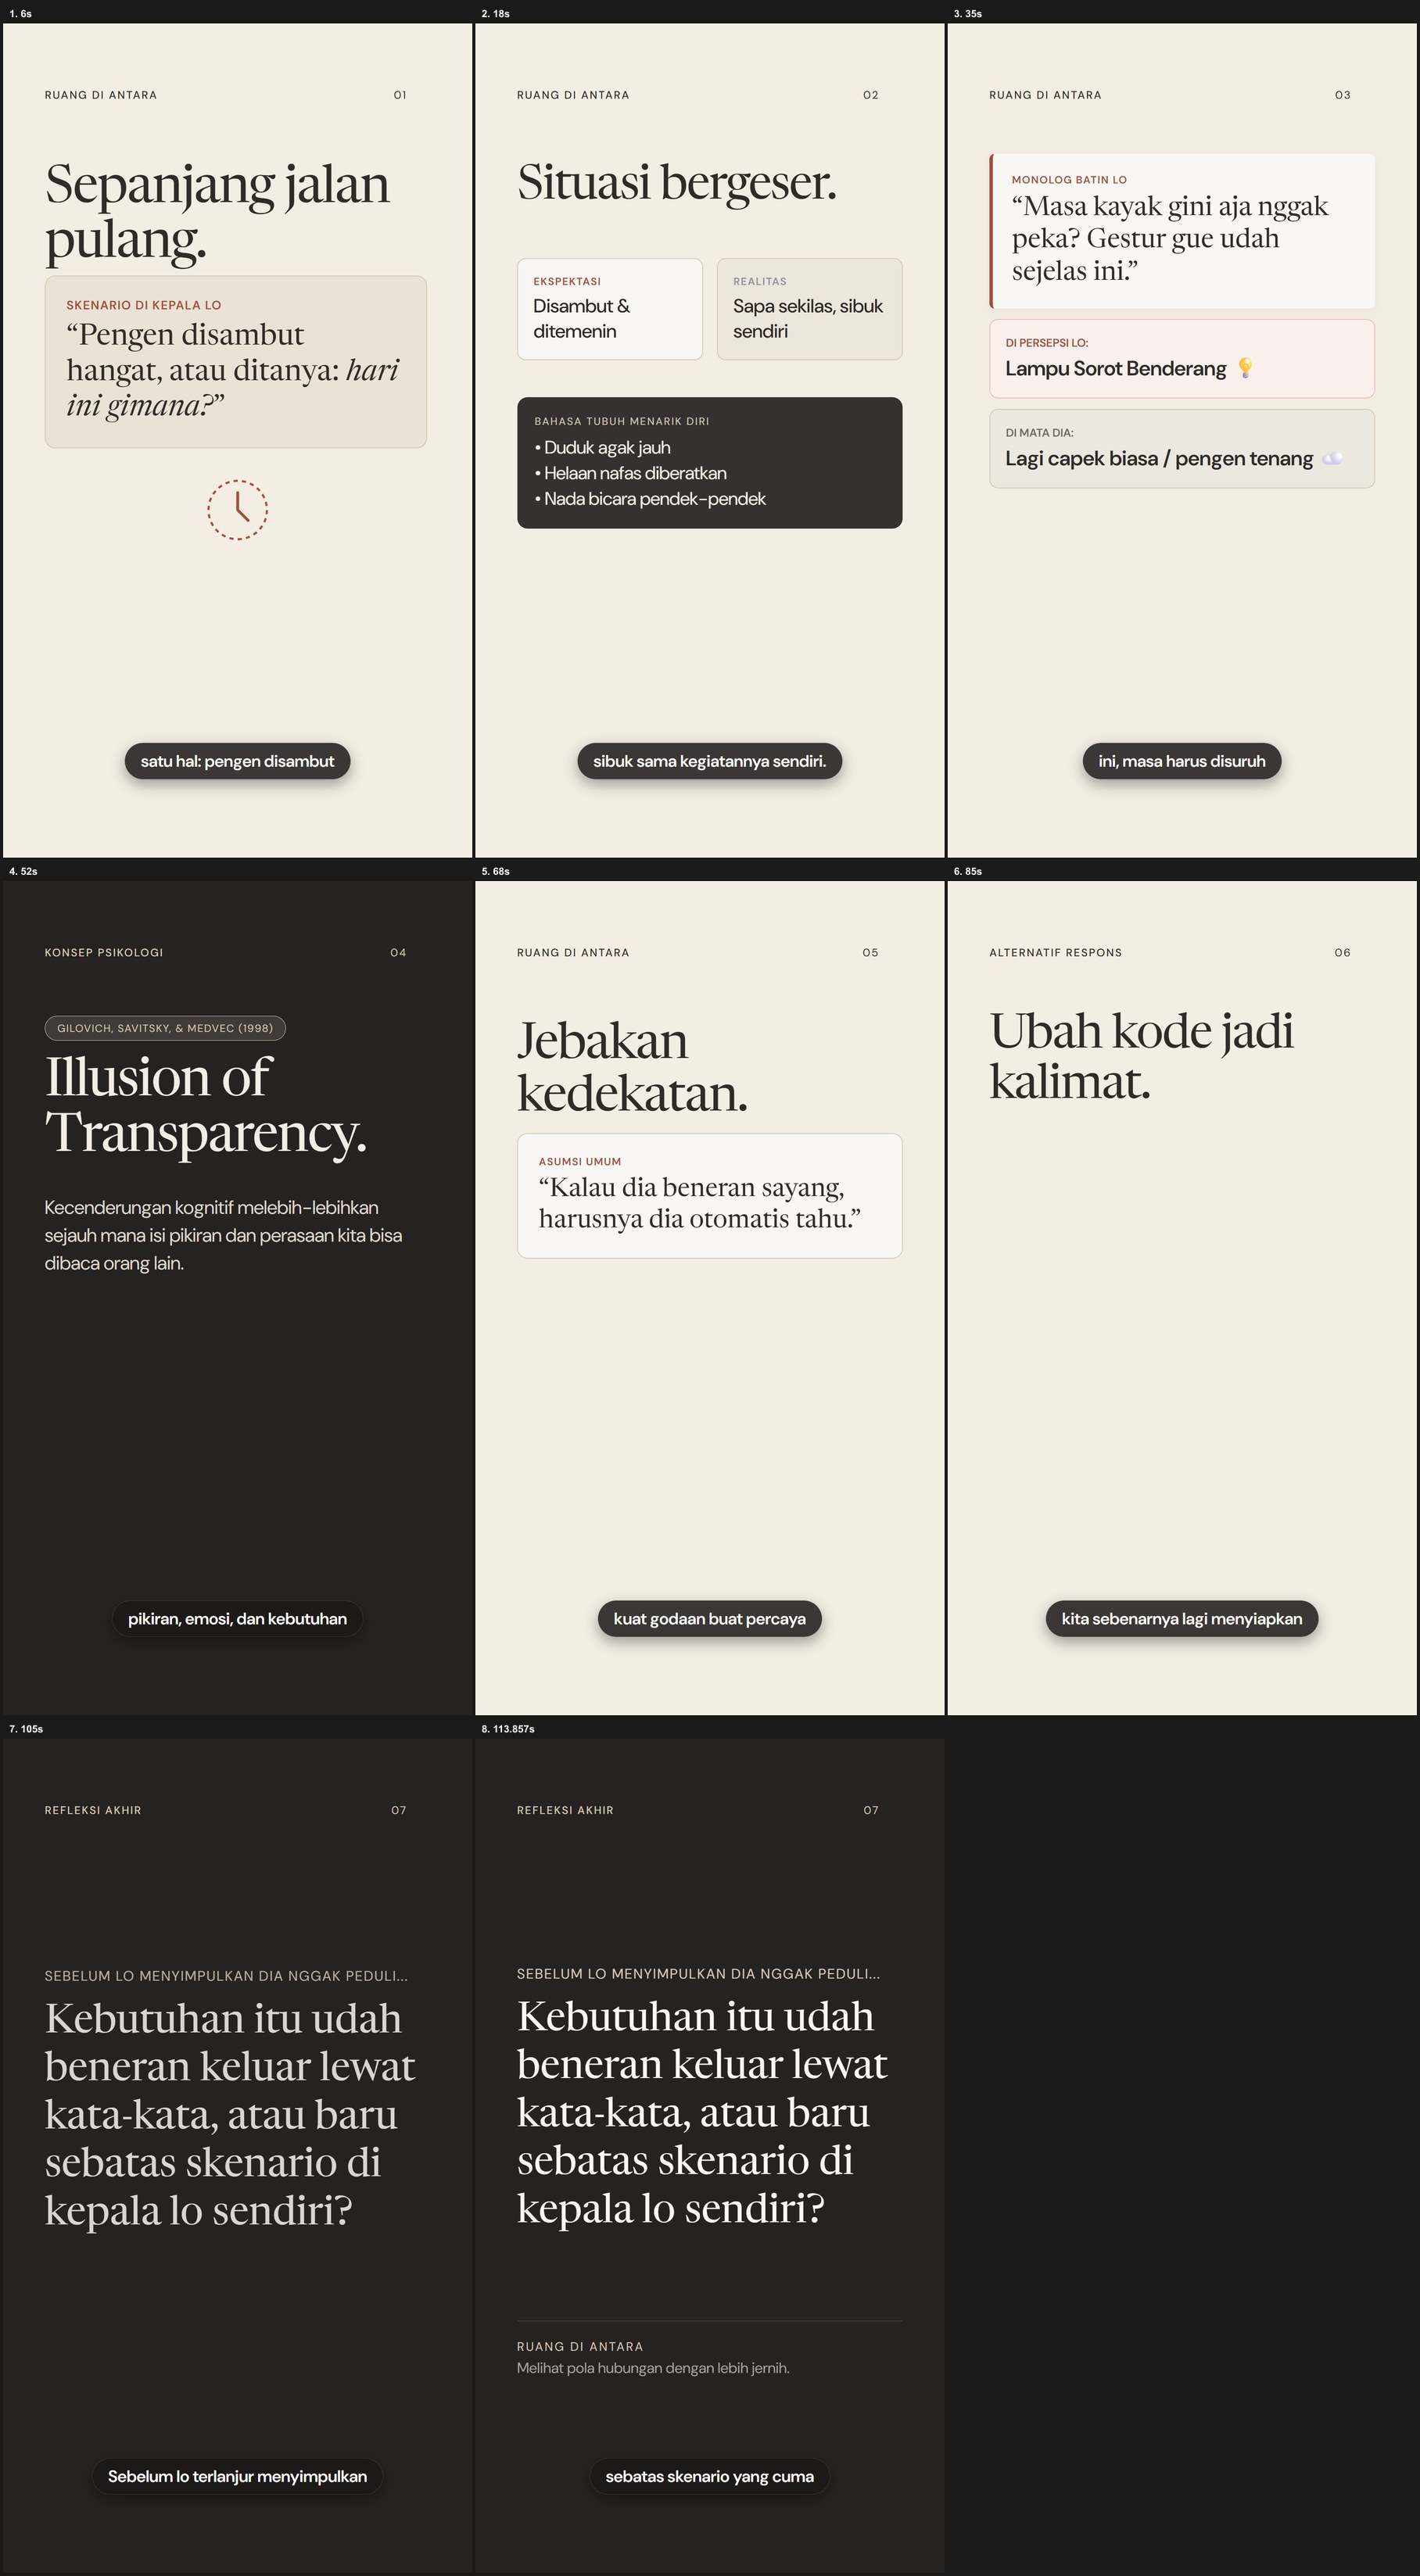 1. 6s
RUANG DI ANTARA
01
Sepanjang jalan
pulang.
SKENARIO DI KEPALA LO
“Pengen disambut
hangat, atau ditanya: hari
ini gimana?”
satu hal: pengen disambut
2. 18s
RUANG DI ANTARA
02
Situasi bergeser.
EKSPEKTASI
Disambut &
ditemenin
REALITAS
Sapa sekilas, sibuk
sendiri
BAHASA TUBUH MENARIK DIRI
• Duduk agak jauh
• Helaan nafas diberatkan
• Nada bicara pendek-pendek
sibuk sama kegiatannya sendiri.
3. 35s
RUANG DI ANTARA
03
MONOLOG BATIN LO
“Masa kayak gini aja nggak
peka? Gestur gue udah
sejelas ini.”
DI PERSEPSI LO:
Lampu Sorot Benderang 💡
DI MATA DIA:
Lagi capek biasa / pengen tenang ☁️
ini, masa harus disuruh
4. 52s
KONSEP PSIKOLOGI
04
GILOVICH, SAVITSKY, & MEDVEC (1998)
Illusion of
Transparency.
Kecenderungan kognitif melebih-lebihkan
sejauh mana isi pikiran dan perasaan kita bisa
dibaca orang lain.
pikiran, emosi, dan kebutuhan
5. 68s
RUANG DI ANTARA
05
Jebakan
kedekatan.
ASUMSI UMUM
“Kalau dia beneran sayang,
harusnya dia otomatis tahu.”
kuat godaan buat percaya
6. 85s
ALTERNATIF RESPONS
06
Ubah kode jadi
kalimat.
kita sebenarnya lagi menyiapkan
7. 105s
REFLEKSI AKHIR
07
SEBELUM LO MENYIMPULKAN DIA NGGAK PEDULI...
Kebutuhan itu udah
beneran keluar lewat
kata-kata, atau baru
sebatas skenario di
kepala lo sendiri?
Sebelum lo terlanjur menyimpulkan
8. 113.857s
REFLEKSI AKHIR
07
SEBELUM LO MENYIMPULKAN DIA NGGAK PEDULI...
Kebutuhan itu udah
beneran keluar lewat
kata-kata, atau baru
sebatas skenario di
kepala lo sendiri?
RUANG DI ANTARA
Melihat pola hubungan dengan lebih jernih.
sebatas skenario yang cuma